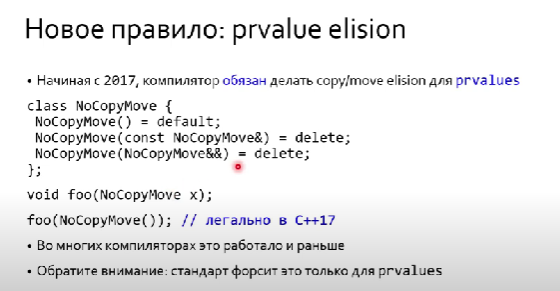 Новое правило: prvalue elision
• Начиная с 2017, компилятор обязан делать copy/move elision для prvalues
class NoCopyMove {
NoCopyMove() = default;
NoCopyMove(const NoCopyMove&) = delete;
NoCopyMove(NoCopyMove&&) = delete;
};
void foo(NoCopyMove x);
foo(NoCopyMove()); // легально в C++17
• Во многих компиляторах это работало и раньше
• Обратите внимание: стандарт форсит это только для prvalues